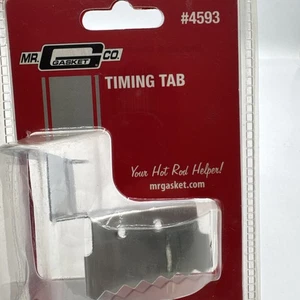 #4593
MR. GASKET CO.
TIMING TAB
Your Hot Rod Helper!
mrgasket.com